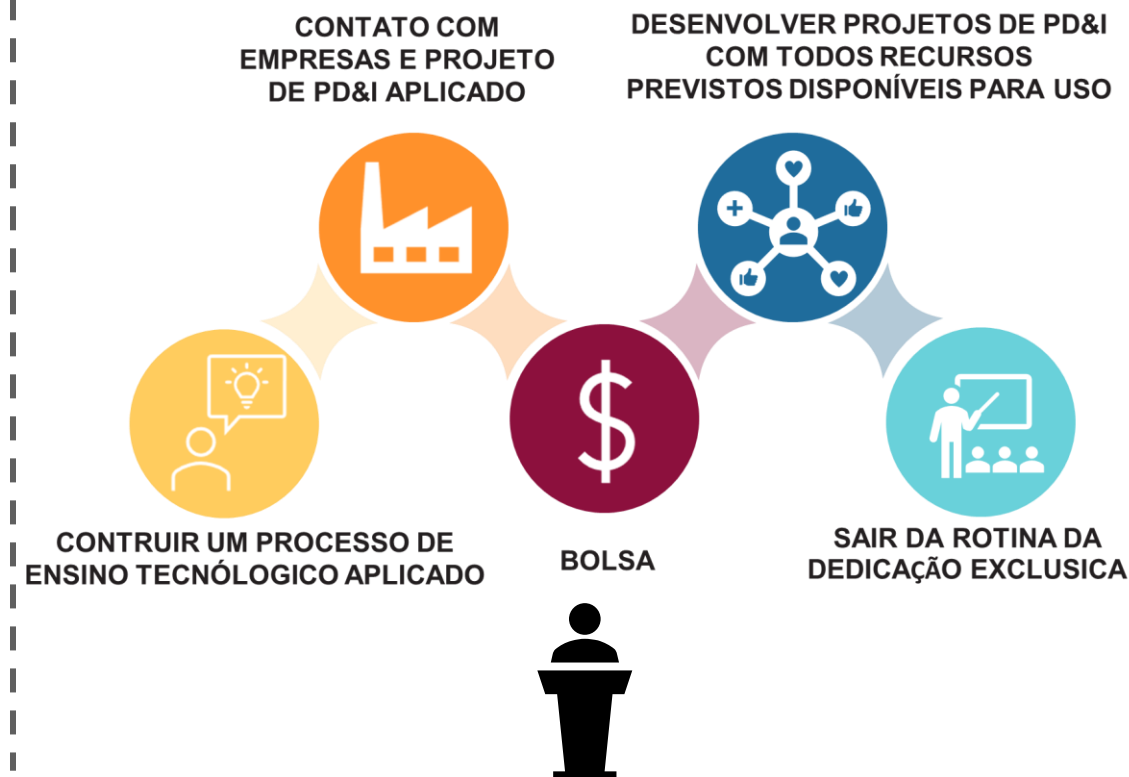 CONTATO COM
EMPRESAS E PROJETO
DE PD&I APLICADO
DESENVOLVER PROJETOS DE PD&I
COM TODOS RECURSOS
PREVISTOS DISPONÍVEIS PARA USO
CONTRUIR UM PROCESSO DE
ENSINO TECNÓLOGICO APLICADO
BOLSA
SAIR DA ROTINA DA
DEDICAÇÃO EXCLUSICA